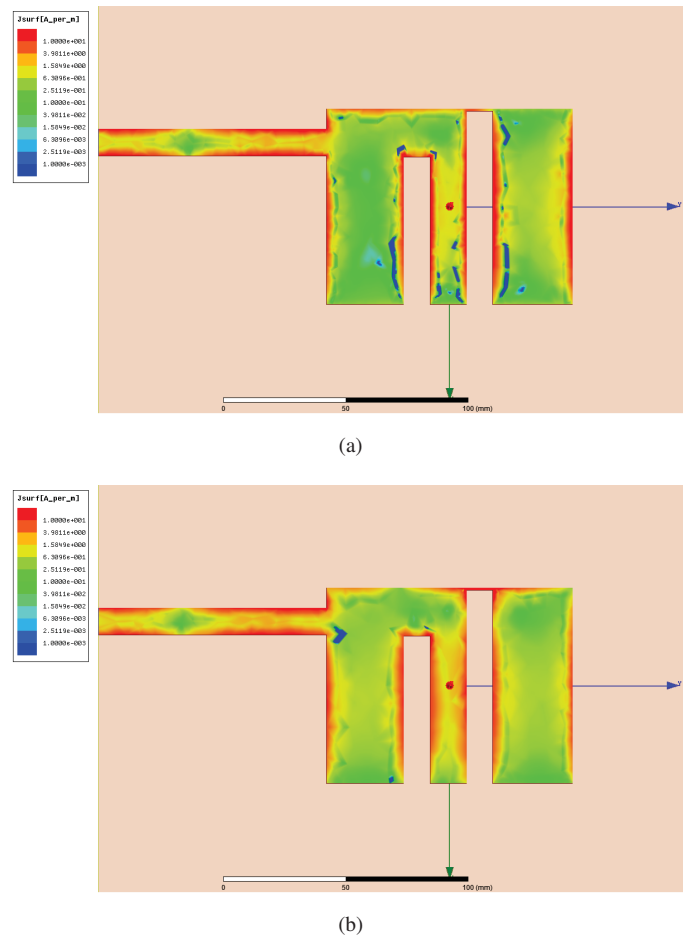 Jsurf[A_per_m]
1.0000e+001
3.9811e+000
1.5849e+000
6.3096e-001
2.5119e-001
1.0000e-001
3.9811e-002
1.5849e-002
6.3096e-003
2.5119e-003
1.0000e-003
y
0
50
100 (mm)
(a)
Jsurf[A_per_m]
1.0000e+001
3.9811e+000
1.5849e+000
6.3096e-001
2.5119e-001
1.0000e-001
3.9811e-002
1.5849e-002
6.3096e-003
2.5119e-003
1.0000e-003
y
0
50
100 (mm)
(b)